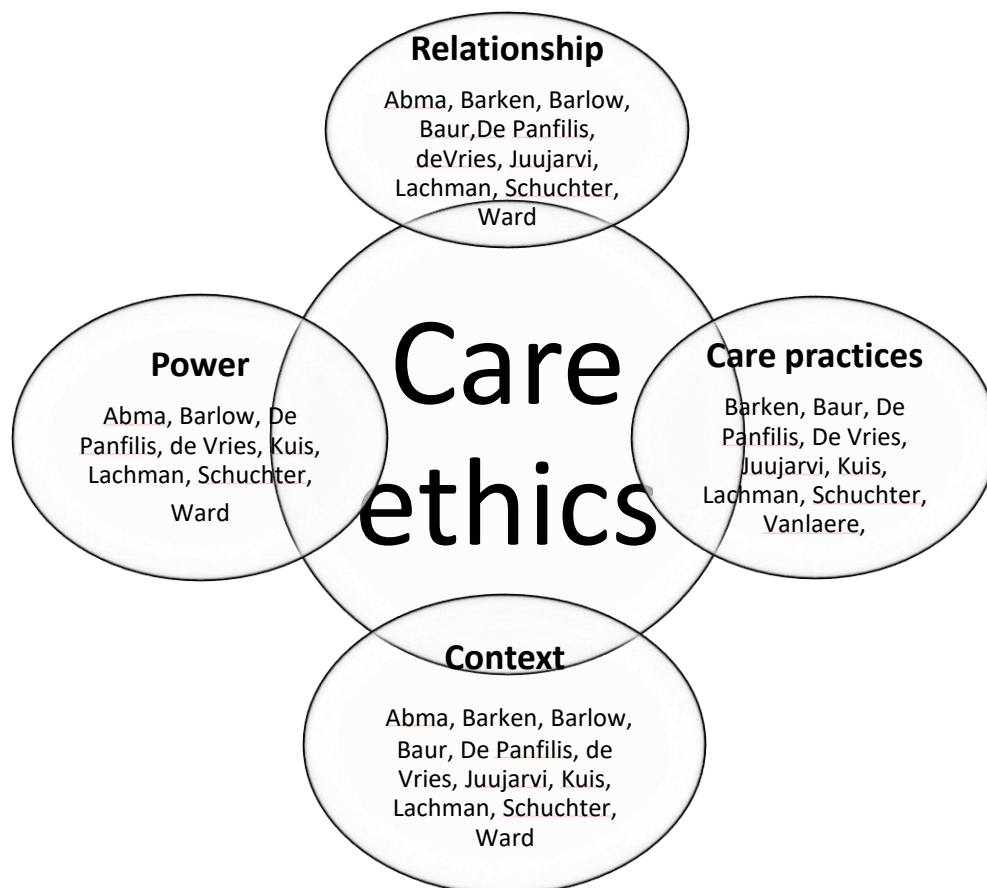 Relationship
Abma, Barken, Barlow,
Baur,De Panfilis,
deVries, Juujarvi,
Lachman, Schuchter,
Ward
Power
Abma, Barlow, De
Panfilis, de Vries, Kuis,
Lachman, Schuchter,
Ward
Care
ethics
Care practices
Barken, Baur, De
Panfilis, De Vries,
Juujarvi, Kuis,
Lachman, Schuchter,
Vanlaere,
Context
Abma, Barken, Barlow,
Baur, De Panfilis, de
Vries, Juujarvi, Kuis,
Lachman, Schuchter,
Ward